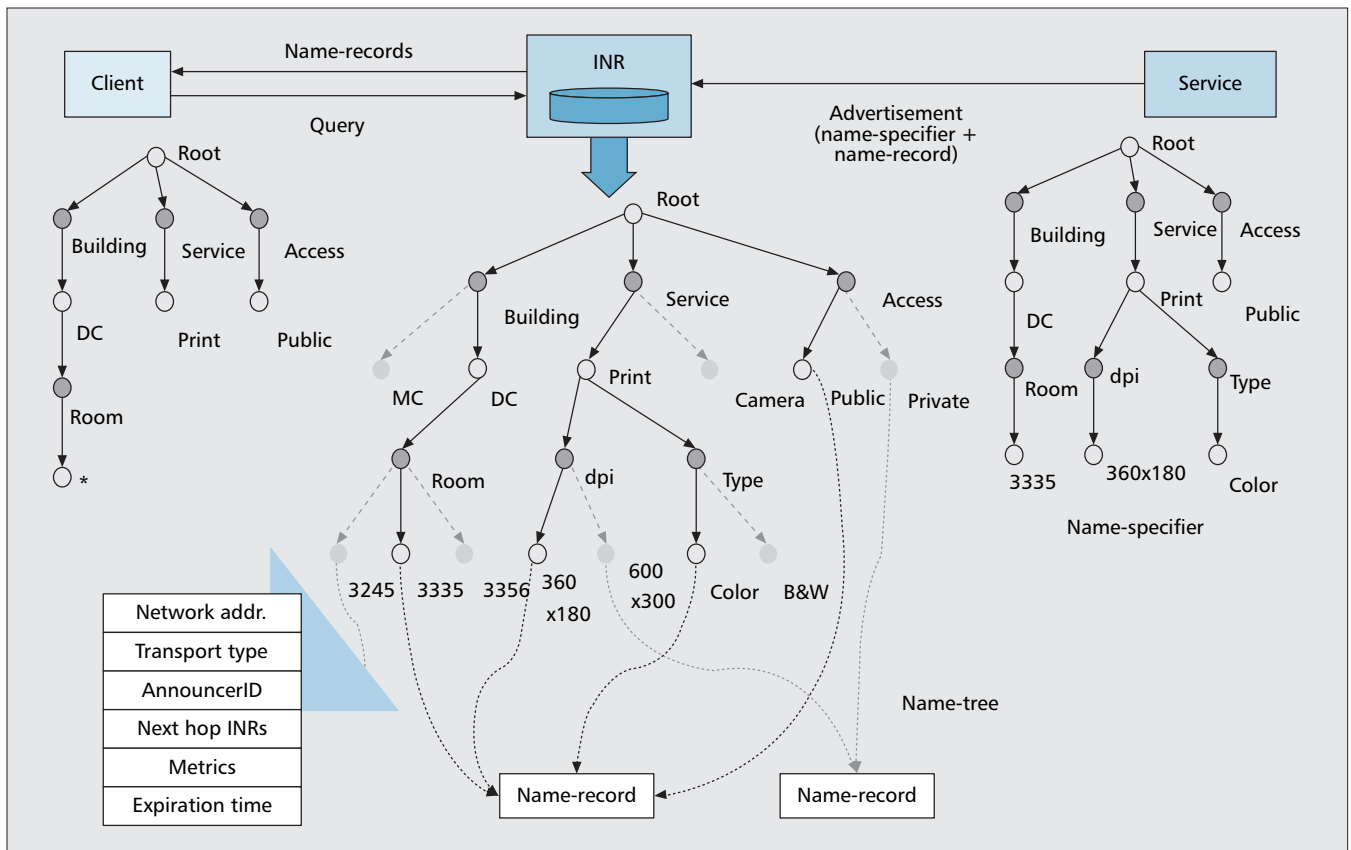 Name-records
Client
INR
Service
Query
Advertisement
(name-specifier +
name-record)
Root
Building
Service
Access
DC
Print
Public
Room
*
Root
Building
Service
Access
MC
DC
Print
Camera
Public
Private
Room
dpi
Type
3245
3335
3356
360
x180
600
x300
Color
B&W
Root
Building
Service
Access
DC
Print
Public
Room
dpi
Type
3335
360x180
Color
Name-specifier
Network addr.
Transport type
AnnouncerID
Next hop INRs
Metrics
Expiration time
Name-tree
Name-record
Name-record